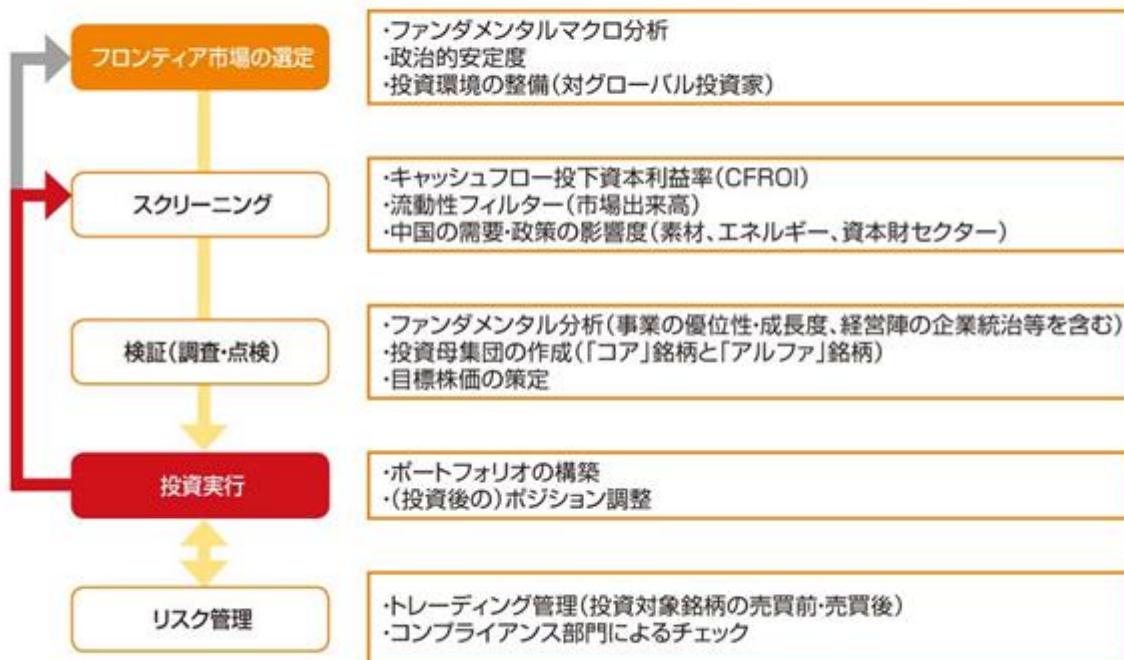 フロンティア市場の選定
・ファンダメンタルマクロ分析
・政治的安定度
・投資環境の整備(対グローバル投資家)
スクリーニング
・キャッシュフロー投下資本利益率(CFROI)
・流動性フィルター(市場出来高)
・中国の需要・政策の影響度(素材、エネルギー、資本財セクター)
検証(調査・点検)
・ファンダメンタル分析(事業の優位性・成長度、経営陣の企業統治等を含む)
・投資母集団の作成(「コア」銘柄と「アルファ」銘柄)
・目標株価の策定
投資実行
・ポートフォリオの構築
・(投資後の)ポジション調整
リスク管理
・トレーディング管理(投資対象銘柄の売買前・売買後)
・コンプライアンス部門によるチェック